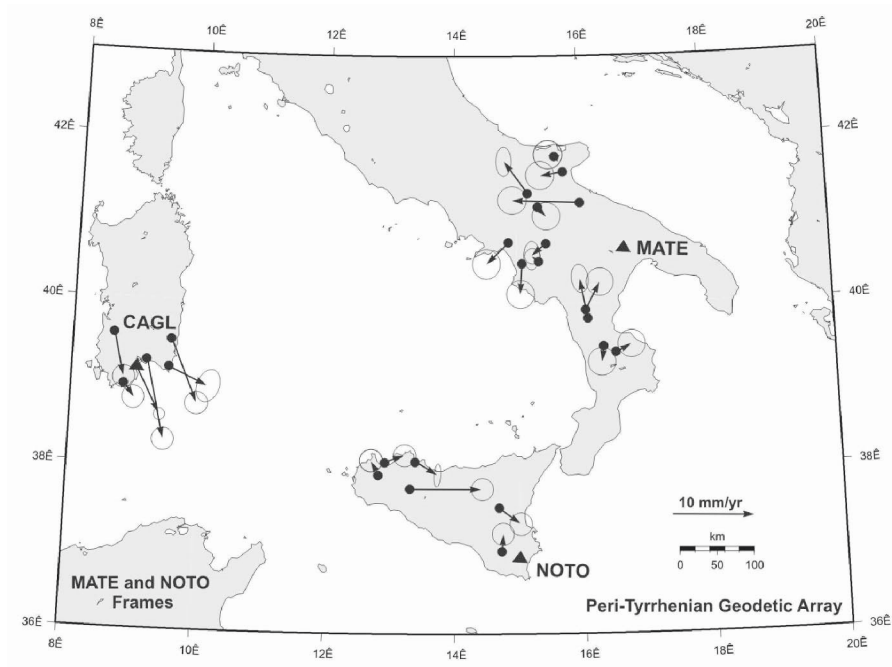 8Ê 10Ê 12Ê 14Ê 16Ê 18Ê 20Ê
42Ê 42Ê
MATE
40Ê 40Ê
CAGL
38Ê 38Ê
10 mm/yr
km
0 50 100
NOTO
MATE and NOTO
Frames
Peri-Tyrrhenian Geodetic Array
36Ê 36Ê
8Ê 10Ê 12Ê 14Ê 16Ê 18Ê 20Ê